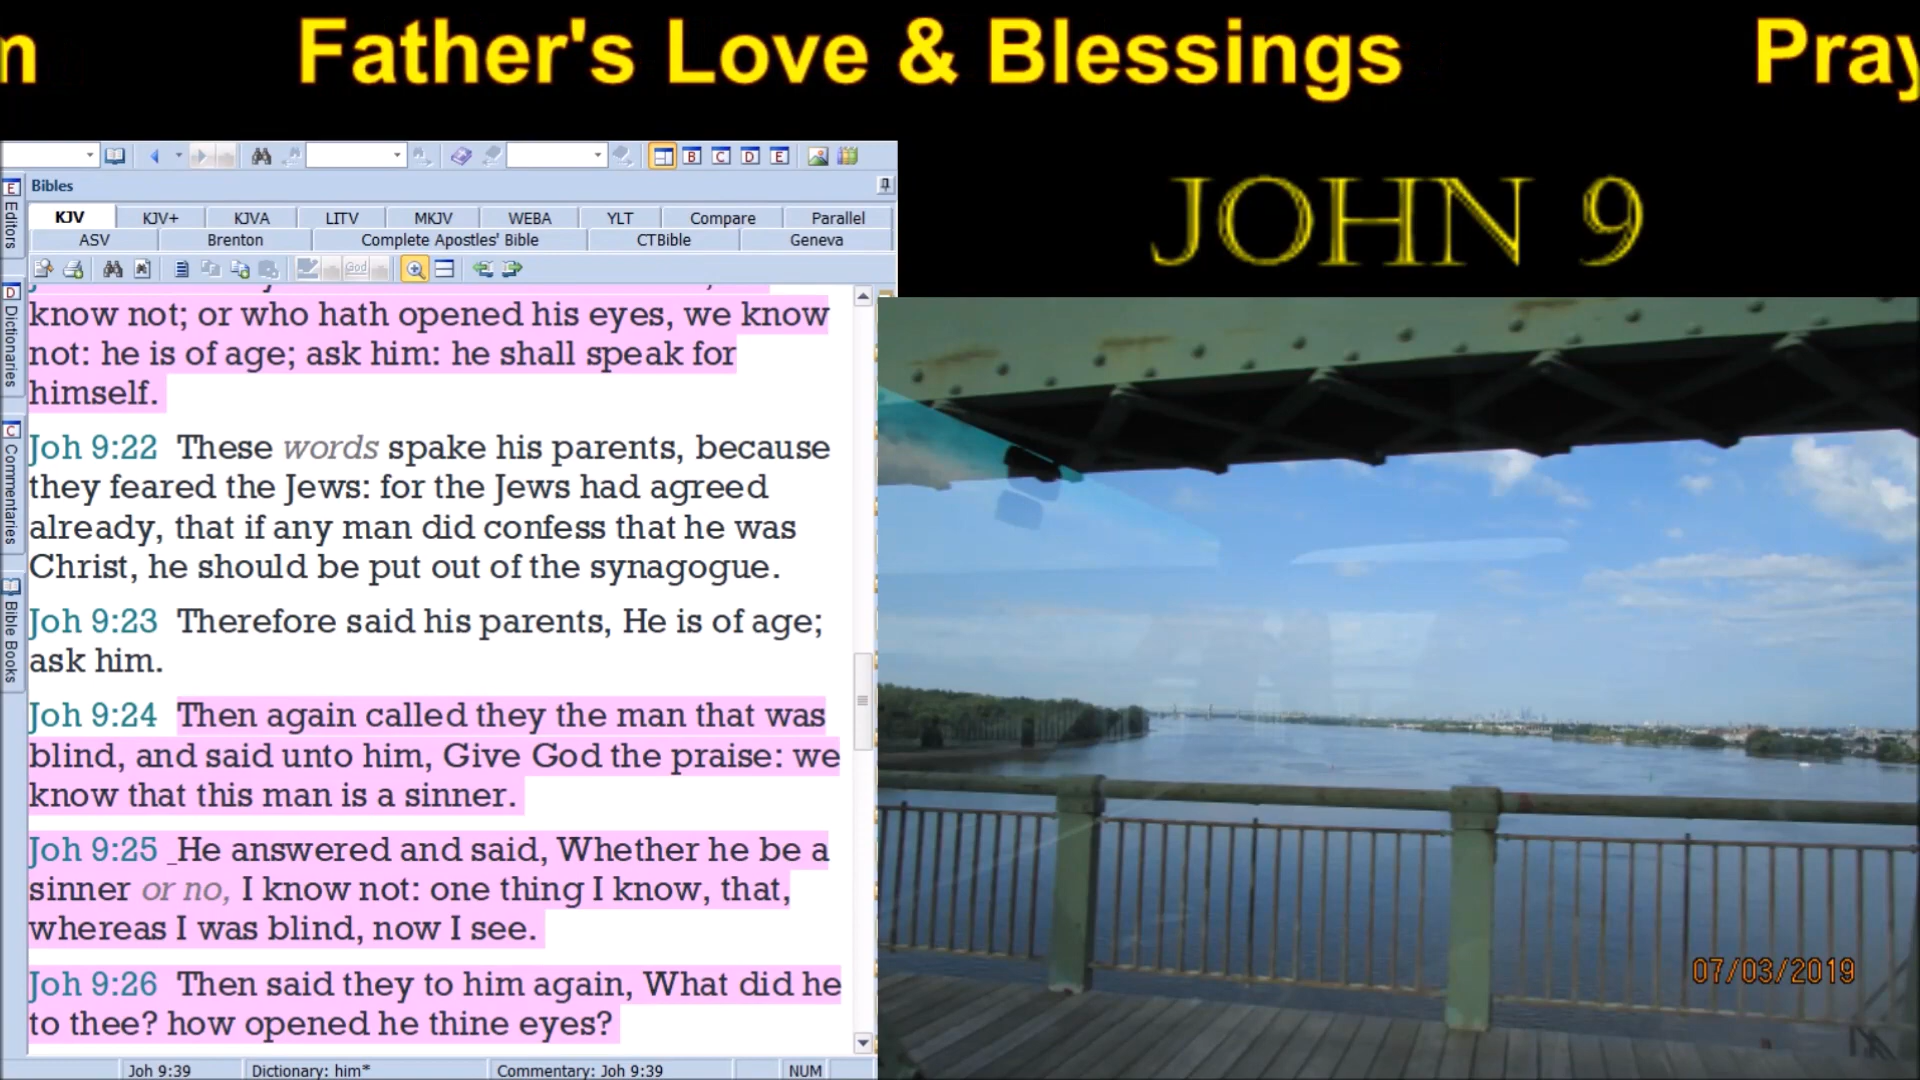 Father's Love & Blessings
JOHN 9
Bibles
KJV KJV+ KJVA LITV MKJV WEBA YLT Compare Parallel
ASV Brenton Complete Apostles' Bible CTBible Geneva
Editors
Dictionaries
Commentaries
Bible Books
know not; or who hath opened his eyes, we know
not: he is of age; ask him: he shall speak for
himself.
Joh 9:22 These words spake his parents, because
they feared the Jews: for the Jews had agreed
already, that if any man did confess that he was
Christ, he should be put out of the synagogue.
Joh 9:23 Therefore said his parents, He is of age;
ask him.
Joh 9:24 Then again called they the man that was
blind, and said unto him, Give God the praise: we
know that this man is a sinner.
Joh 9:25 _He answered and said, Whether he be a
sinner or no, I know not: one thing I know, that,
whereas I was blind, now I see.
Joh 9:26 Then said they to him again, What did he
to thee? how opened he thine eyes?
Joh 9:39 Dictionary: him* Commentary: Joh 9:39 NUM
07/03/2019